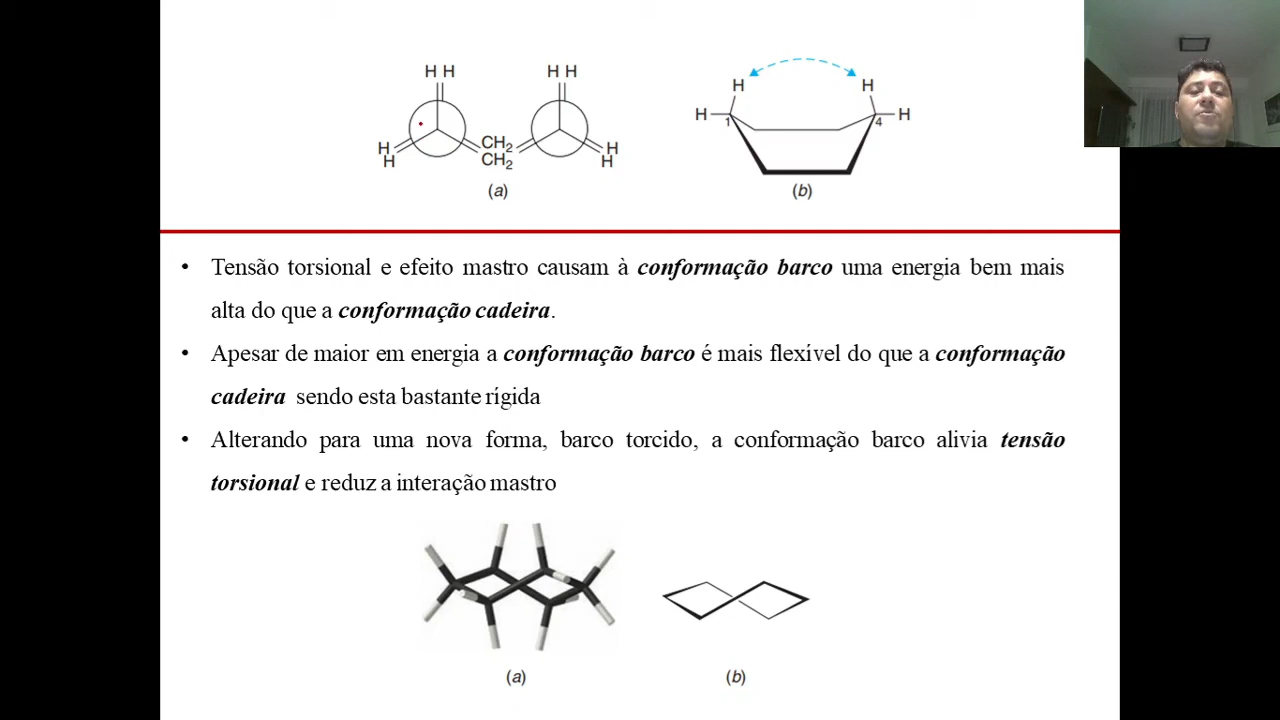 H H H H
H H
H H
H CH₂ H
H CH₂ H
H 1 4 H
(a) (b)
• Tensão torsional e efeito mastro causam à conformação barco uma energia bem mais
alta do que a conformação cadeira.
• Apesar de maior em energia a conformação barco é mais flexível do que a conformação
cadeira sendo esta bastante rígida
• Alterando para uma nova forma, barco torcido, a conformação barco alivia tensão
torsional e reduz a interação mastro
(a) (b)